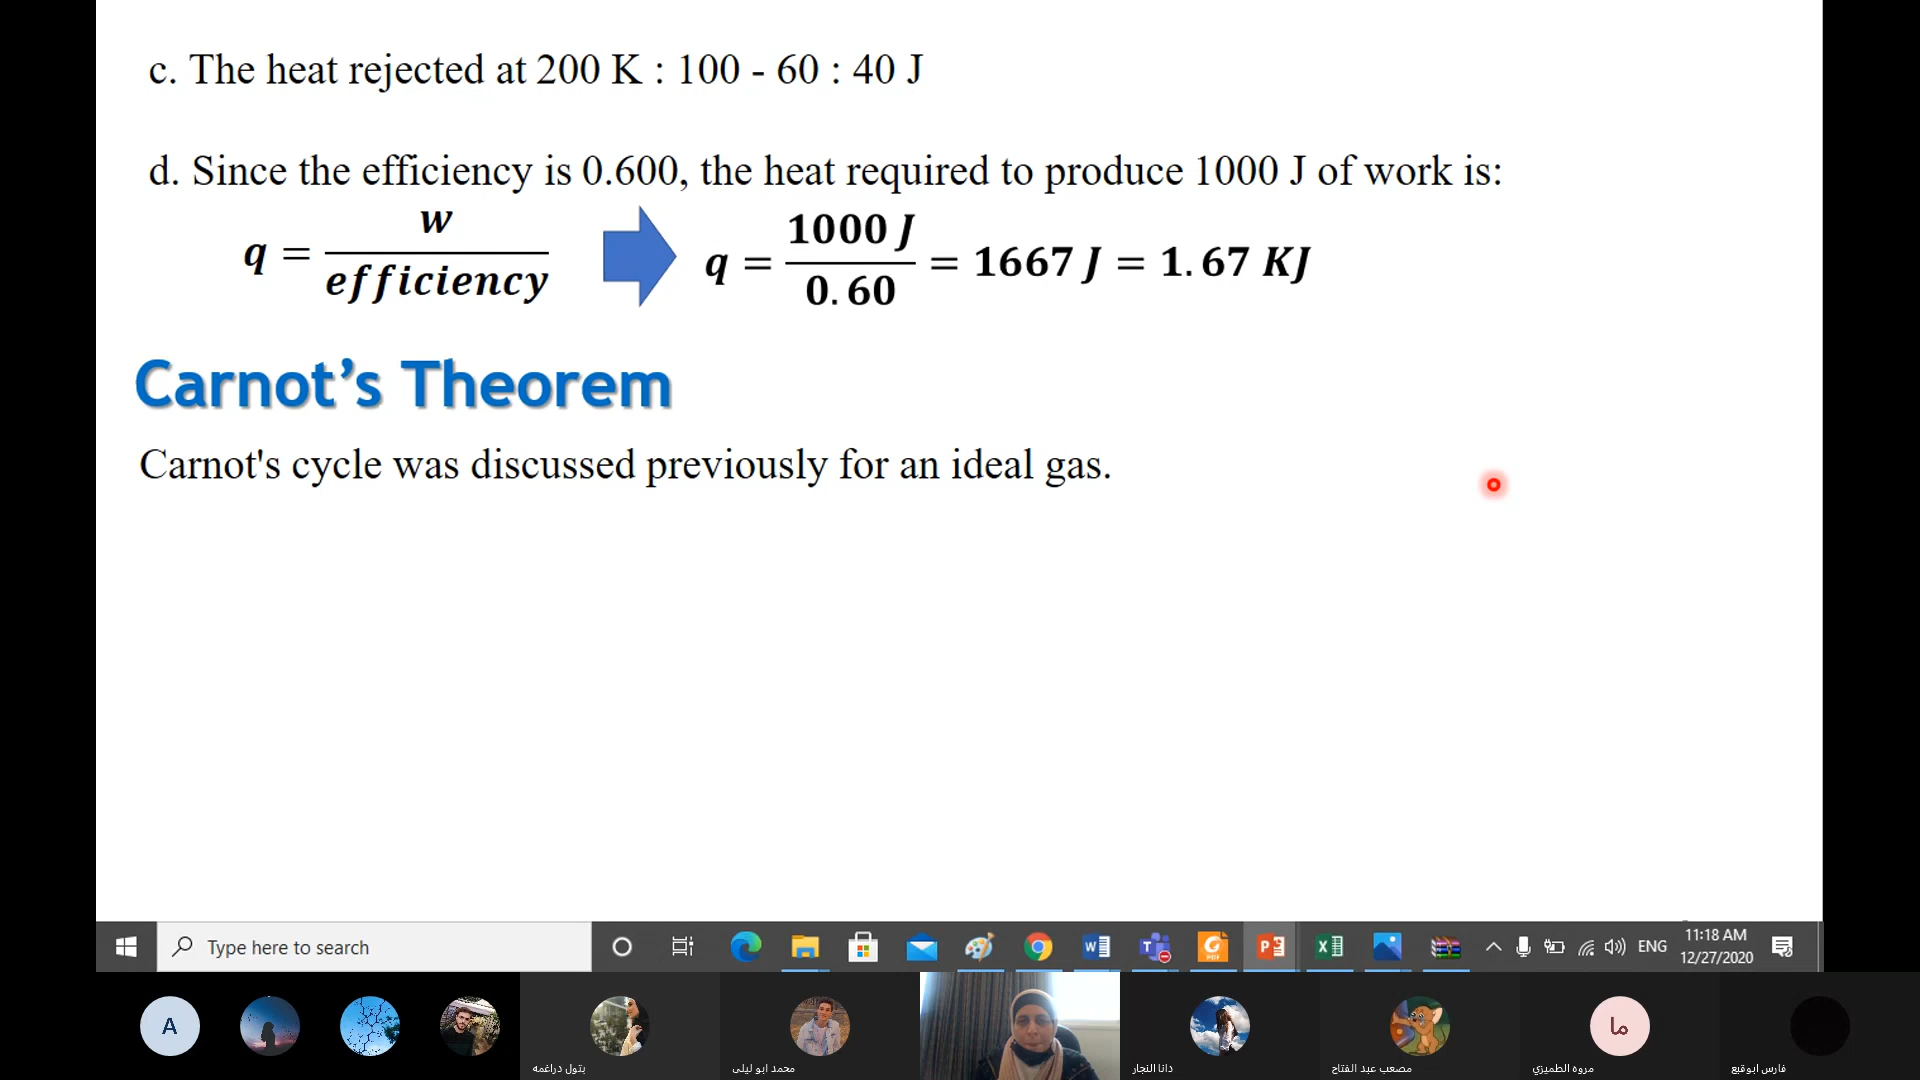 c. The heat rejected at 200 K : 100 - 60 : 40 J
d. Since the efficiency is 0.600, the heat required to produce 1000 J of work is:
q = w / efficiency
q = 1000 J / 0.60 = 1667 J = 1.67 KJ
Carnot’s Theorem
Carnot's cycle was discussed previously for an ideal gas.
Type here to search
ENG
11:18 AM
12/27/2020
A
بتول دراغمه
محمد ابو ليلى
دانا النجار
مصعب عبد الفتاح
ما
مروه الطميزي
فارس ابوقبع